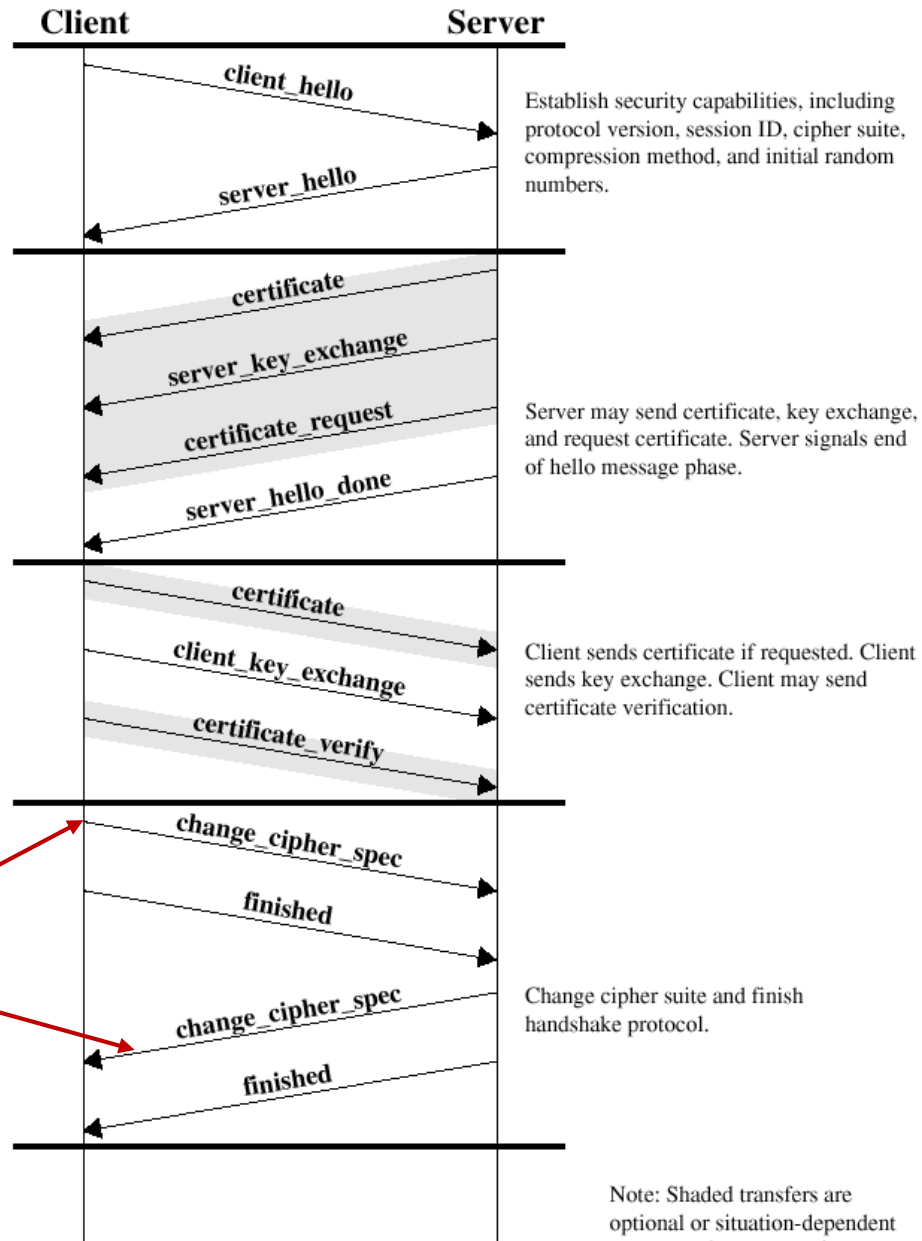 Client
Server
client_hello
Establish security capabilities, including
protocol version, session ID, cipher suite,
compression method, and initial random
numbers.
server_hello
certificate
server_key_exchange
certificate_request
server_hello_done
Server may send certificate, key exchange,
and request certificate. Server signals end
of hello message phase.
certificate
client_key_exchange
certificate_verify
Client sends certificate if requested. Client
sends key exchange. Client may send
certificate verification.
change_cipher_spec
finished
change_cipher_spec
finished
Change cipher suite and finish
handshake protocol.
Note: Shaded transfers are
optional or situation-dependent